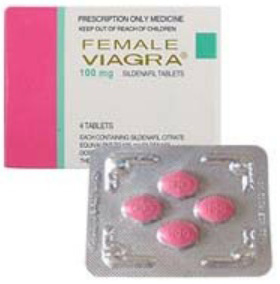 PRESCRIPTION ONLY MEDICINE
KEEP OUT OF REACH OF CHILDREN
FEMALE
VIAGRA®
100 mg SILDENAFIL TABLETS
4 TABLETS
EACH CONTAINING SILDENAFIL CITRATE